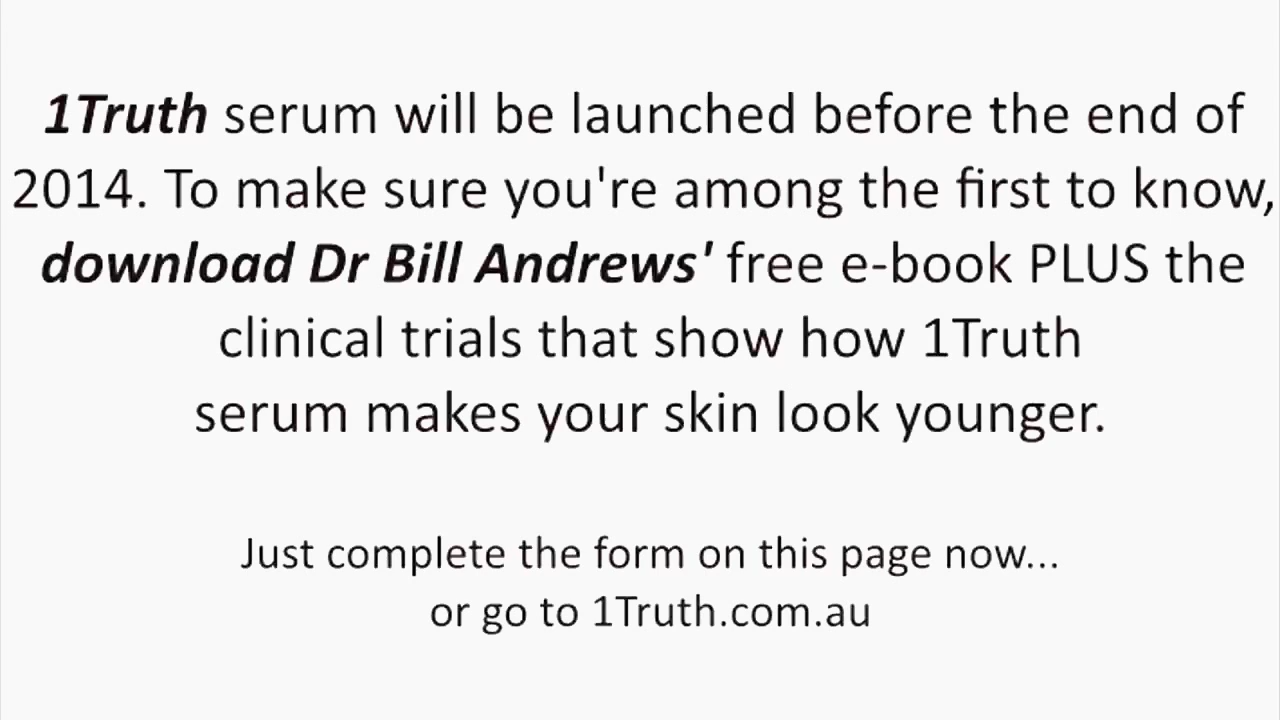 1Truth serum will be launched before the end of
2014. To make sure you're among the first to know,
download Dr Bill Andrews' free e-book PLUS the
clinical trials that show how 1Truth
serum makes your skin look younger.
Just complete the form on this page now...
or go to 1Truth.com.au